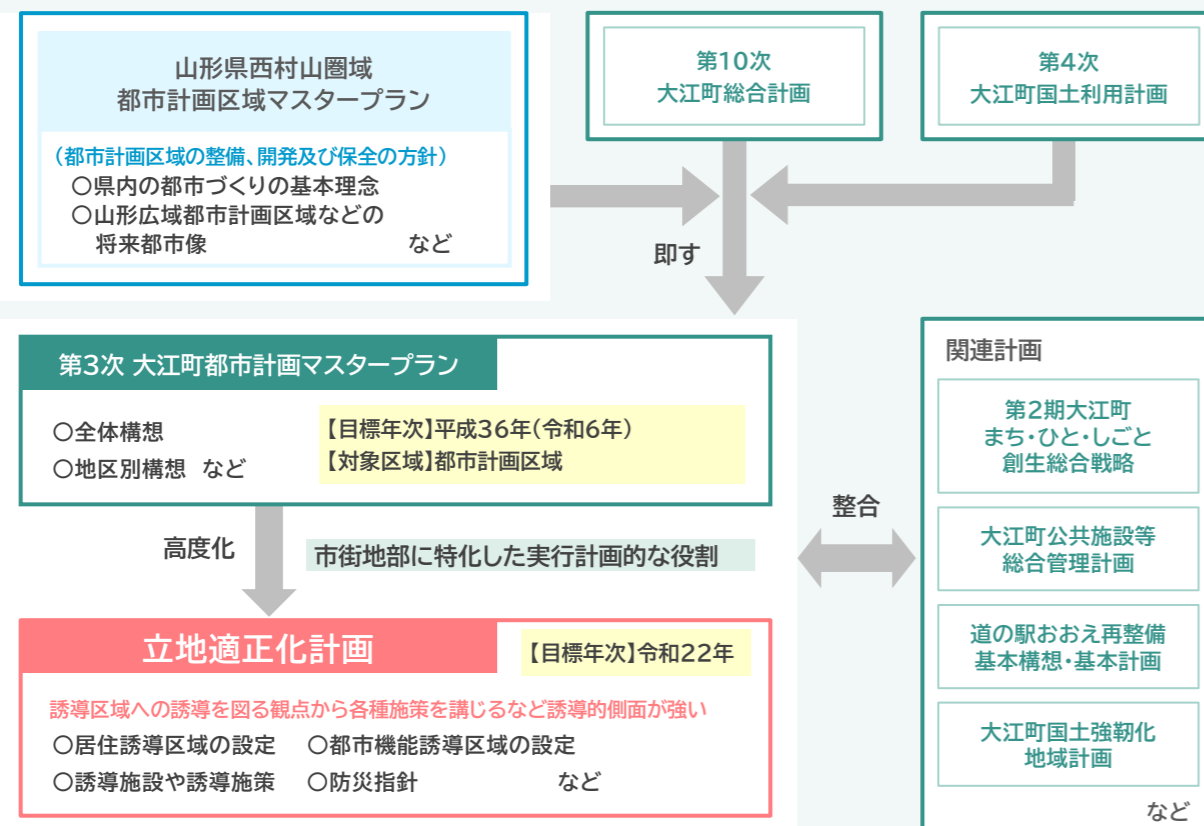 山形県西村山圏域
都市計画区域マスタープラン
（都市計画区域の整備、開発及び保全の方針）
○県内の都市づくりの基本理念
○山形広域都市計画区域などの
将来都市像 など
第10次
大江町総合計画
第4次
大江町国土利用計画
即す
第3次 大江町都市計画マスタープラン
○全体構想
○地区別構想 など
【目標年次】平成36年（令和6年）
【対象区域】都市計画区域
高度化
市街地部に特化した実行計画的な役割
立地適正化計画
【目標年次】令和22年
誘導区域への誘導を図る観点から各種施策を講じるなど誘導的側面が強い
○居住誘導区域の設定 ○都市機能誘導区域の設定
○誘導施設や誘導施策 ○防災指針 など
整合
関連計画
第2期大江町
まち・ひと・しごと
創生総合戦略
大江町公共施設等
総合管理計画
道の駅おおえ再整備
基本構想・基本計画
大江町国土強靭化
地域計画
など